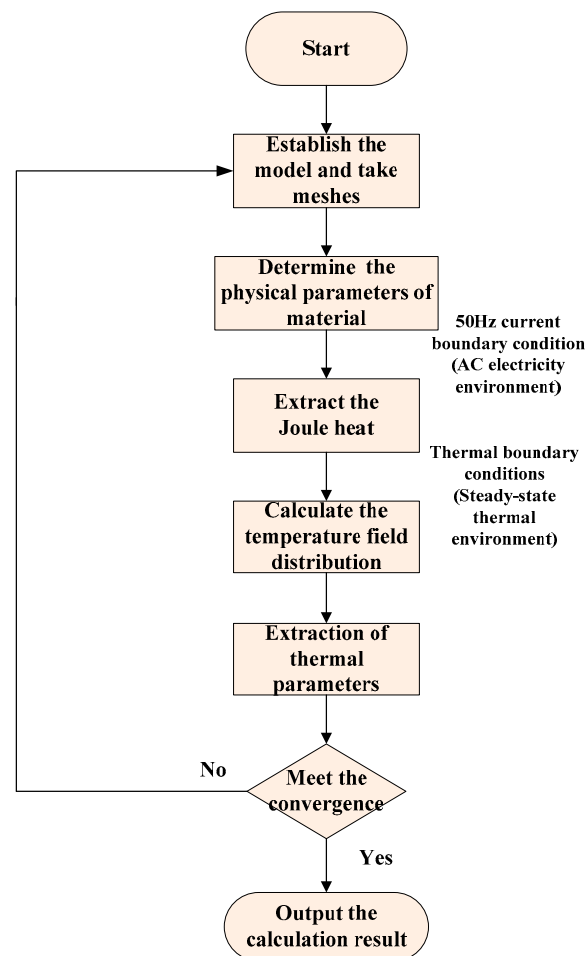 Start
Establish the
model and take
meshes
Determine the
physical parameters of
material
50Hz current
boundary condition
(AC electricity
environment)
Extract the
Joule heat
Thermal boundary
conditions
(Steady-state
thermal
environment)
Calculate the
temperature field
distribution
Extraction of
thermal
parameters
No
Meet the
convergence
Yes
Output the
calculation result